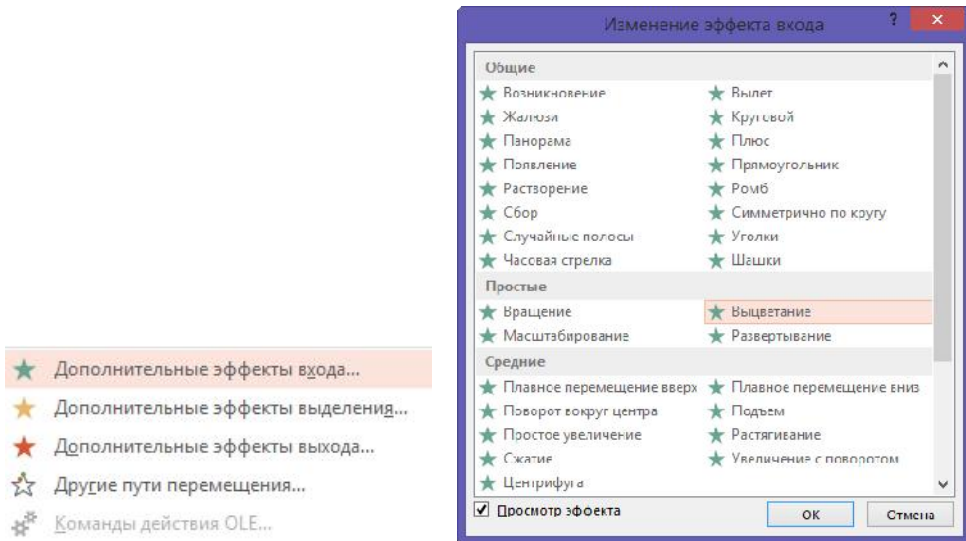 Дополнительные эффекты входа...
Дополнительные эффекты выделения...
Дополнительные эффекты выхода...
Другие пути перемещения...
Команды действия OLE...
Изменение эффекта входа ?
Общие
Возникновение Вылет
Жалюзи Круговой
Панорама Плюс
Появление Прямоугольник
Растворение Ромб
Сбор Симметрично по кругу
Случайные полосы Уголки
Часовая стрелка Шашки
Простые
Вращение Выцветание
Масштабирование Развертывание
Средние
Плавное перемещение вверх Плавное перемещение вниз
Поворот вокруг центра Подъем
Простое увеличение Растягивание
Сжатие Увеличение с поворотом
Центрифуга
Просмотр эффекта ОК Отмена